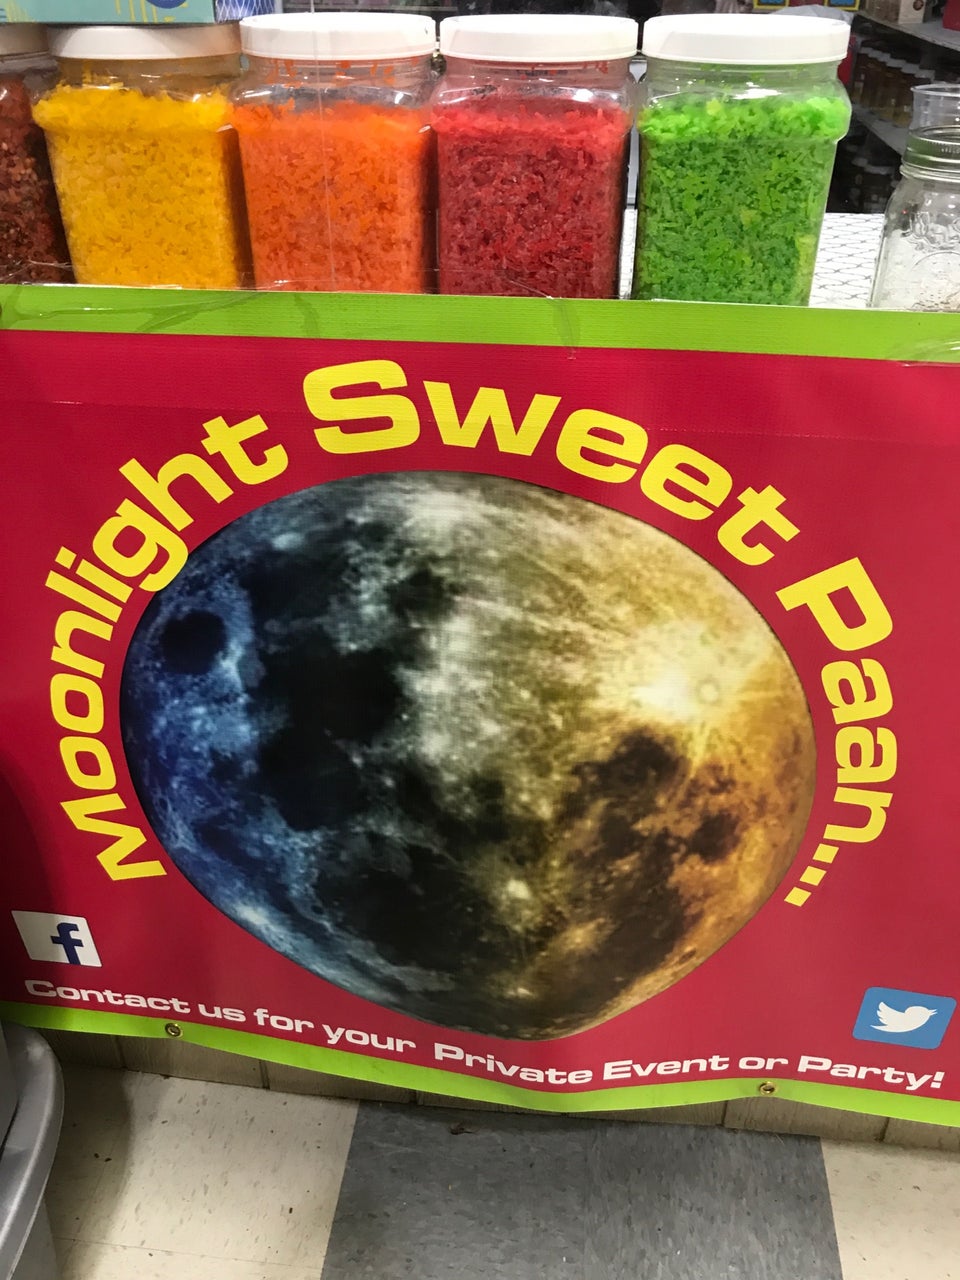 Moonlight Sweet Paan...
f
Contact us for your Private Event or Party!